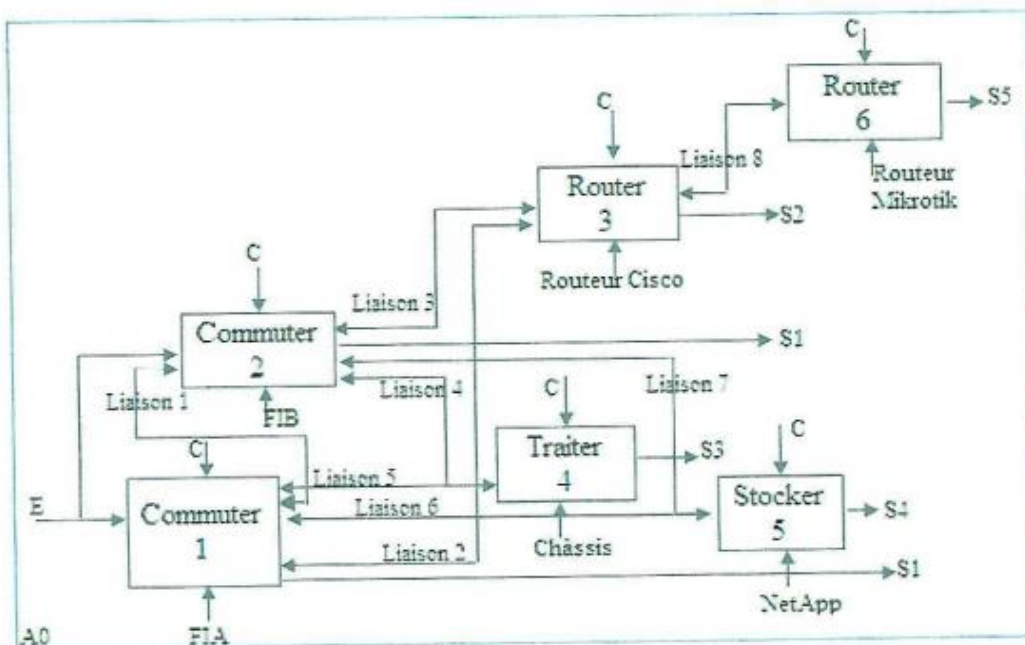 C
Router
6
S5
Routeur
Mikrotik
C
Liaison 8
Router
3
S2
Routeur Cisco
C
Liaison 3
Commuter
2
S1
Liaison 1
FIB
Liaison 4
Liaison 7
C
Traiter
4
S3
Châssis
C
Stocker
5
S4
NetApp
C
Liaison 5
E
Commuter
1
Liaison 6
Liaison 2
S1
FIA
A0